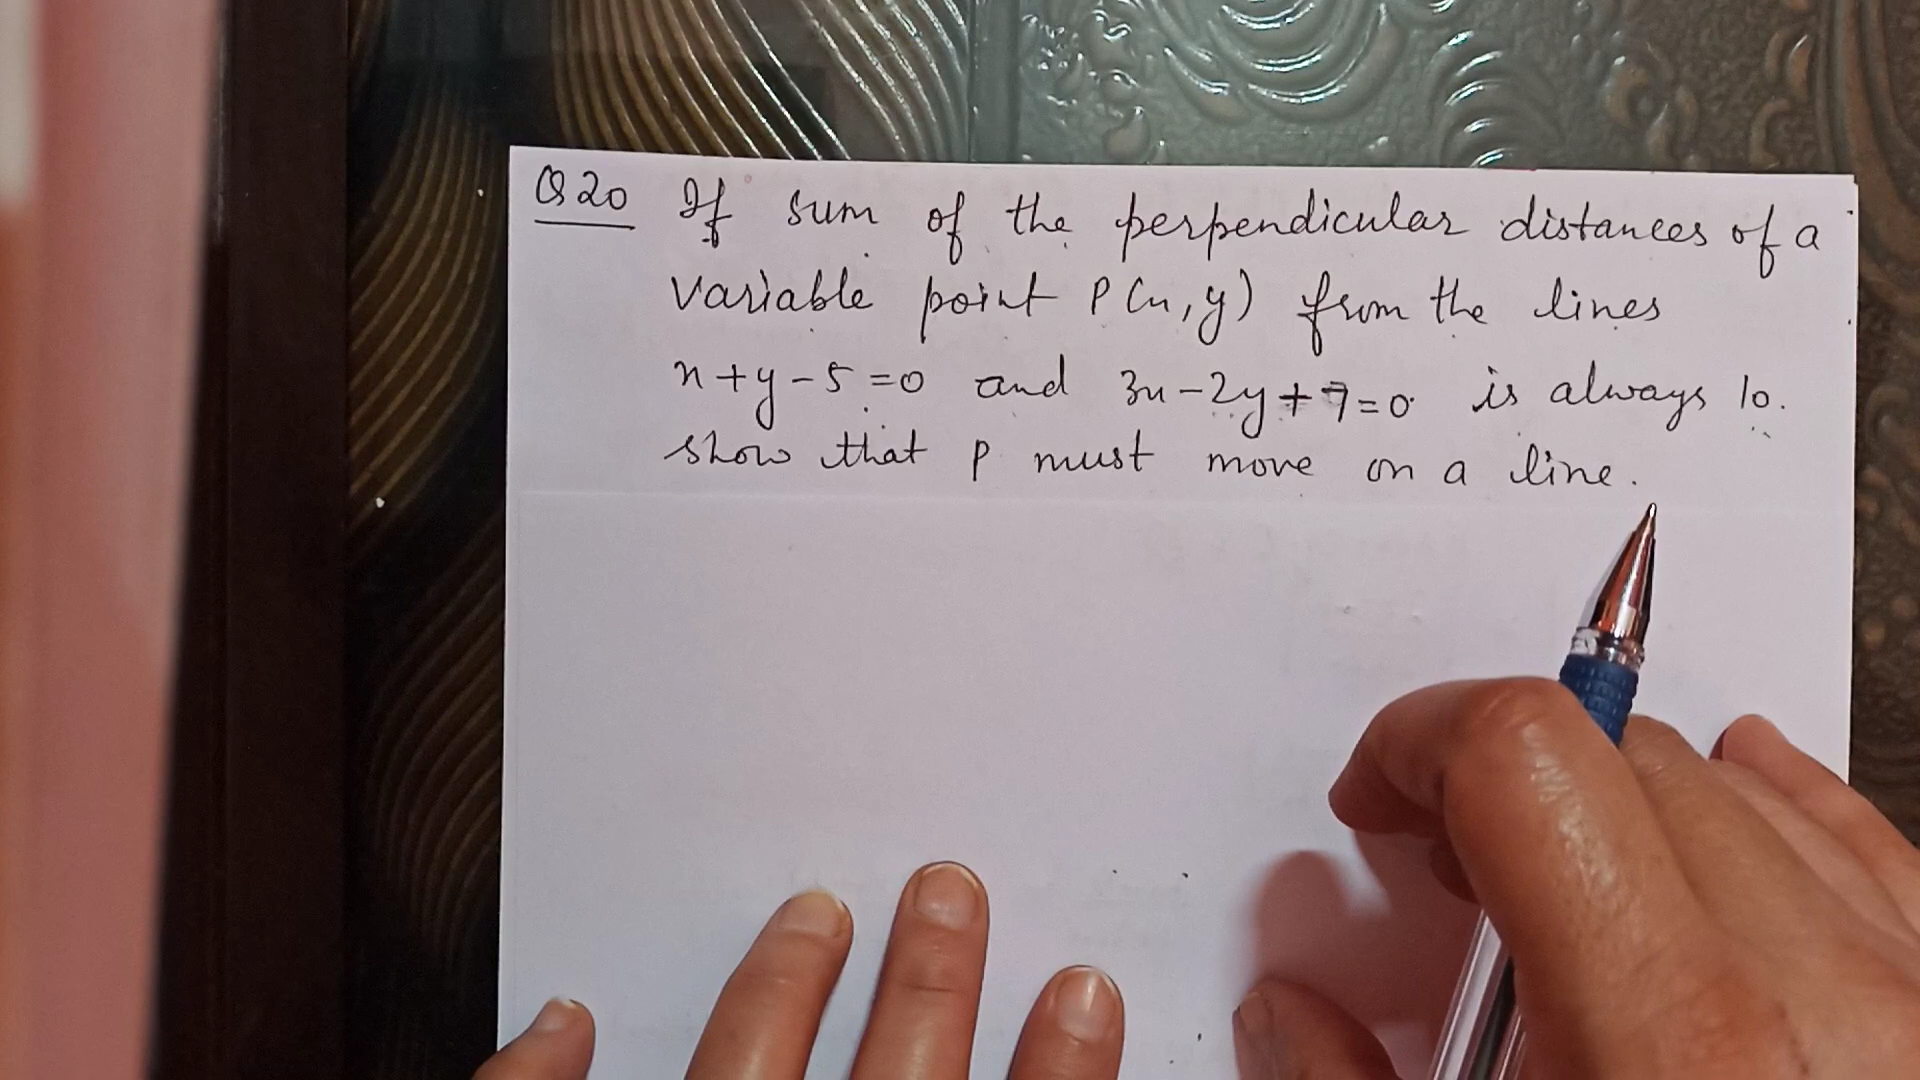 Q20 If sum of the perpendicular distances of a
variable point P(x,y) from the lines
x+y-5=0 and 3x-2y+7=0 is always 10.
show that P must move on a line.